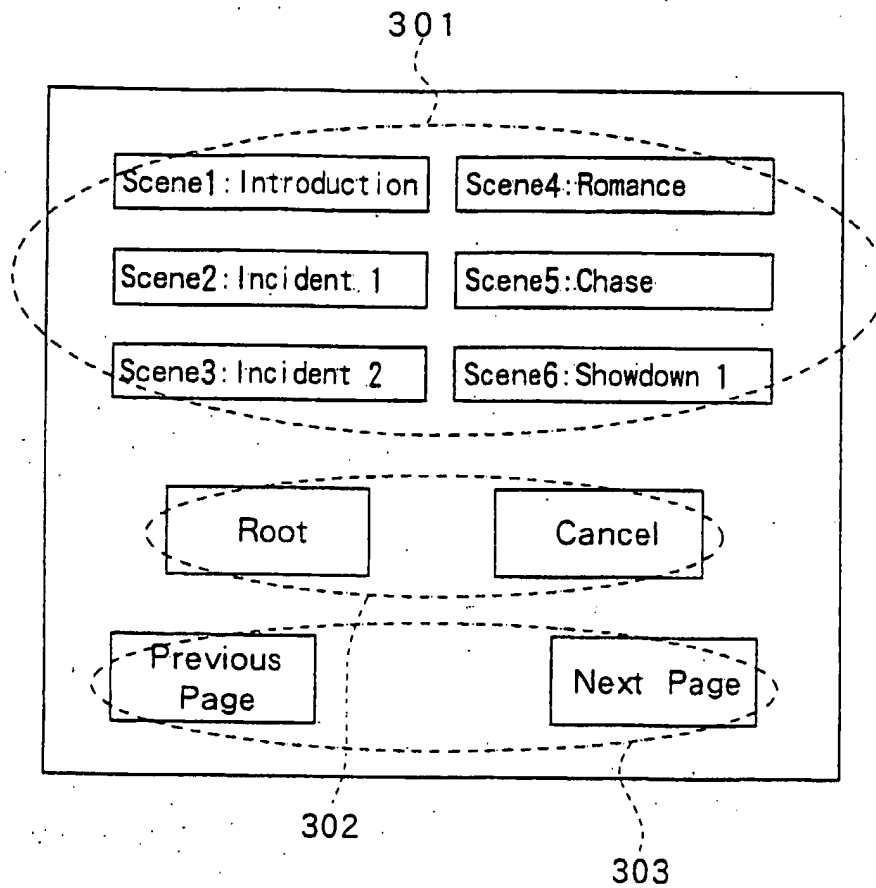 301
Scene1:Introduction
Scene4:Romance
Scene2:Incident 1
Scene5:Chase
Scene3:Incident 2
Scene6:Showdown 1
Root
Cancel
Previous
Page
Next Page
302
303